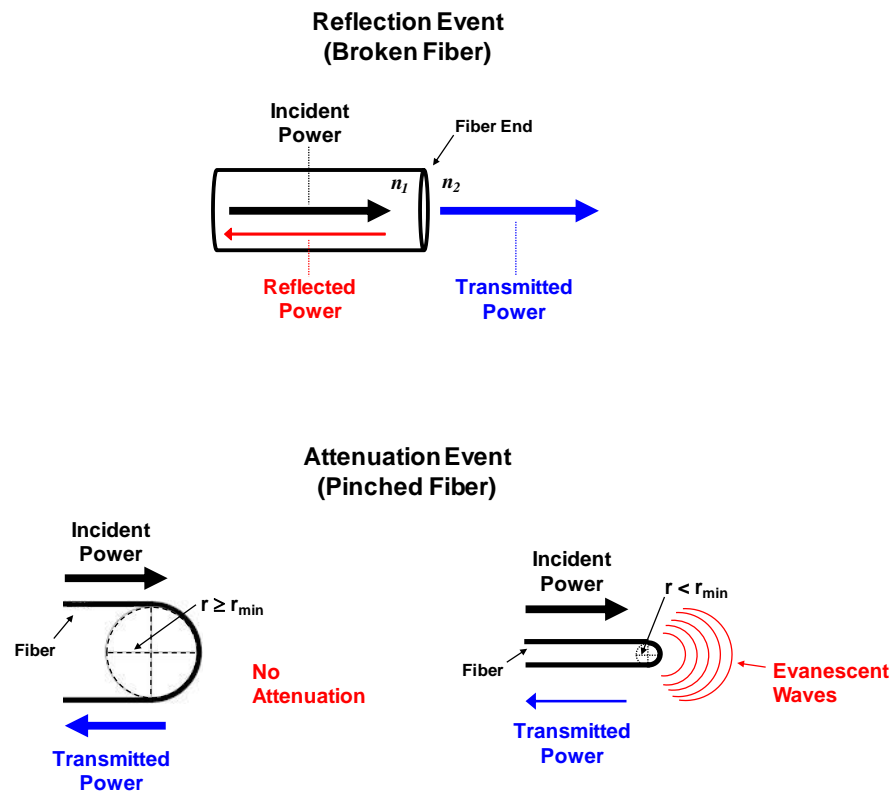 Reflection Event
(Broken Fiber)
Incident
Power
Fiber End
n1
n2
Reflected
Power
Transmitted
Power
Attenuation Event
(Pinched Fiber)
Incident
Power
r ≥ rmin
Fiber
No
Attenuation
Transmitted
Power
Incident
Power
r < rmin
Fiber
Evanescent
Waves
Transmitted
Power